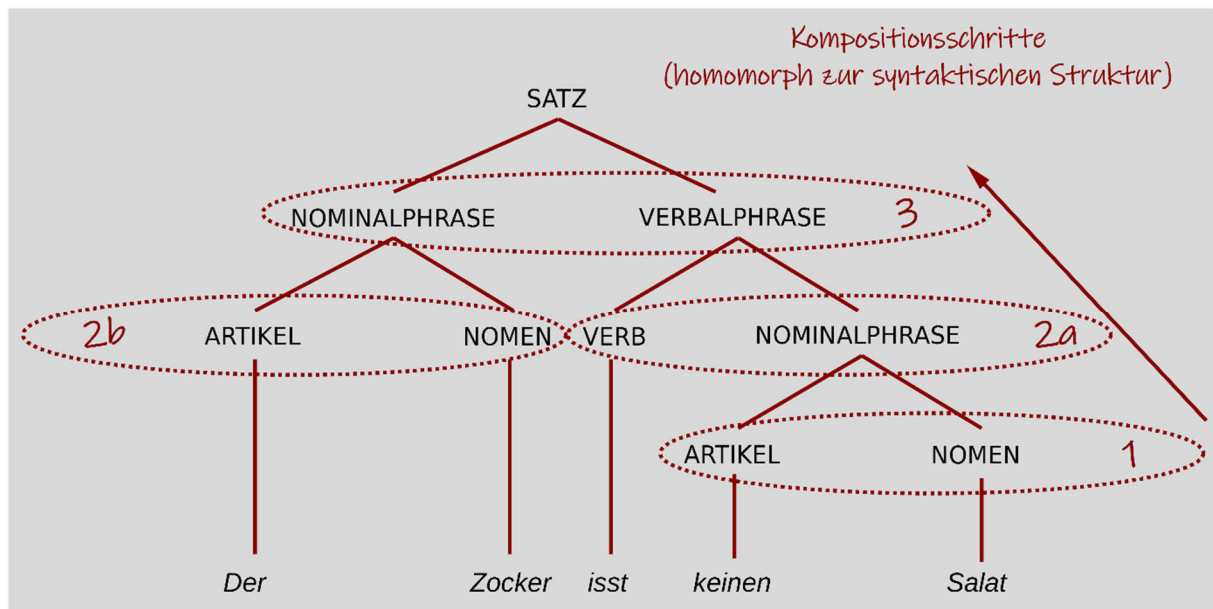 Kompositionsschritte
(homomorph zur syntaktischen Struktur)
SATZ
NOMINALPHRASE VERBALPHRASE 3
2b ARTIKEL NOMEN VERB NOMINALPHRASE 2a
ARTIKEL NOMEN 1
Der Zocker isst keinen Salat